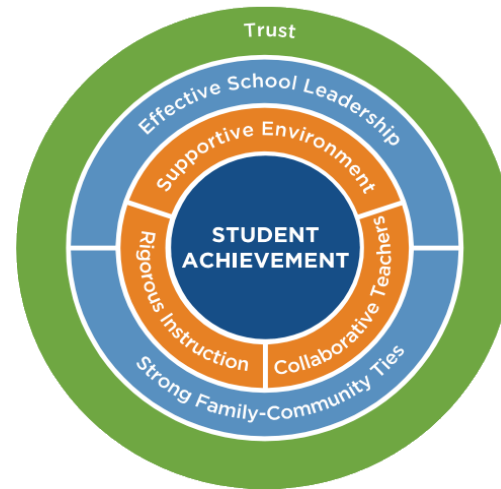 Trust
Effective School Leadership
Supportive Environment
STUDENT
ACHIEVEMENT
Rigorous Instruction
Collaborative Teachers
Strong Family-Community Ties